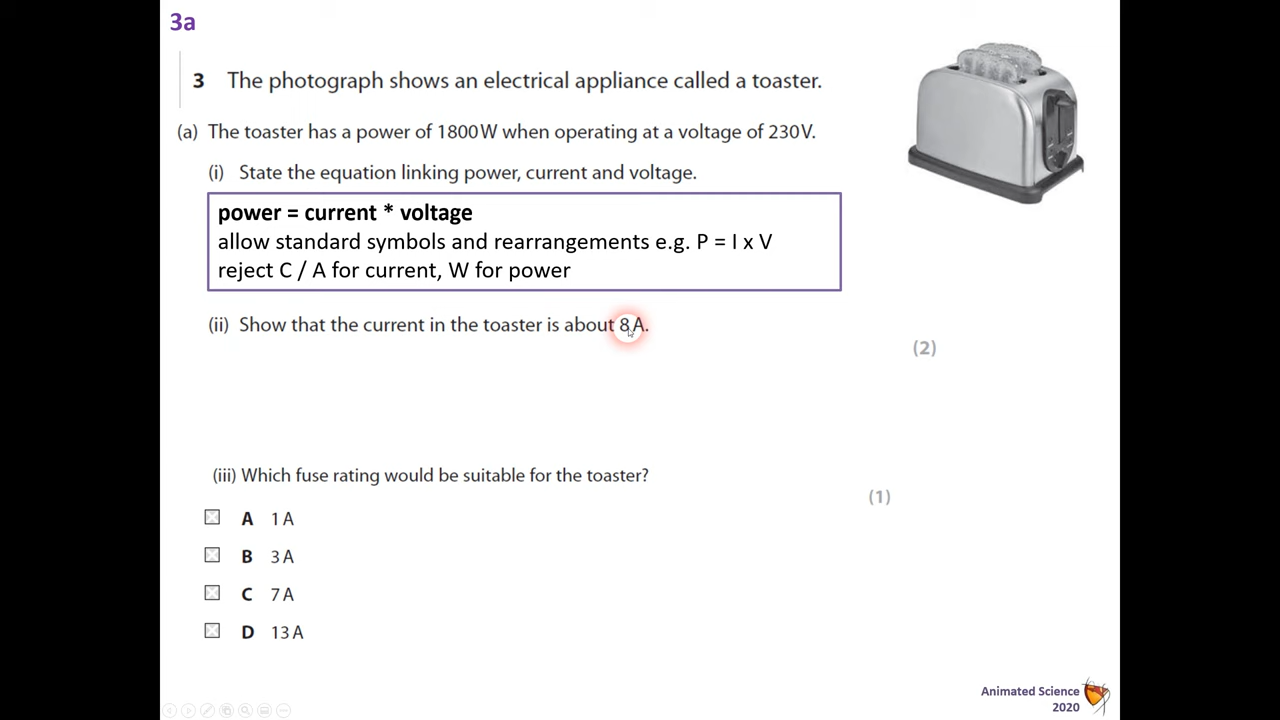 3a
3 The photograph shows an electrical appliance called a toaster.
(a) The toaster has a power of 1800 W when operating at a voltage of 230 V.
(i) State the equation linking power, current and voltage.
power = current * voltage
allow standard symbols and rearrangements e.g. P = I x V
reject C / A for current, W for power
(ii) Show that the current in the toaster is about 8 A.
(2)
(iii) Which fuse rating would be suitable for the toaster?
(1)
A 1 A
B 3 A
C 7 A
D 13 A
Animated Science
2020